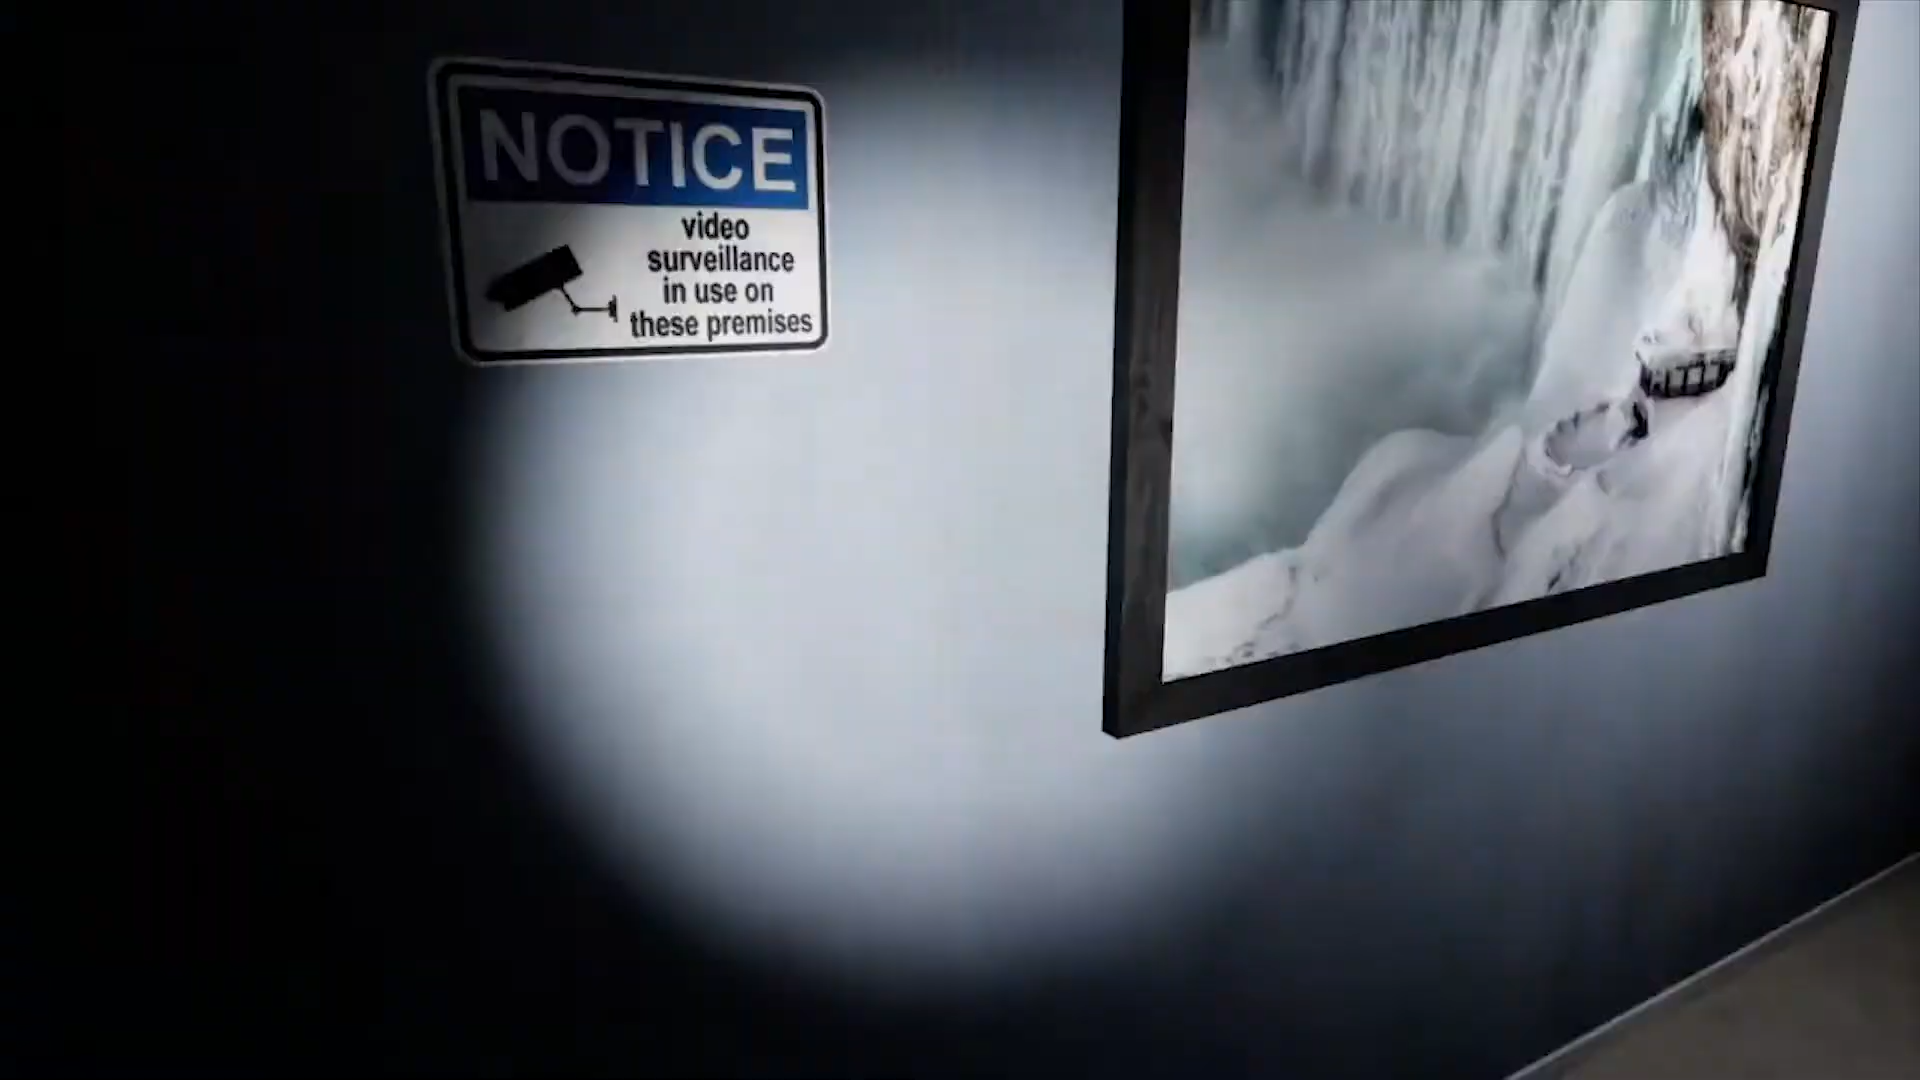 NOTICE
video
surveillance
in use on
these premises